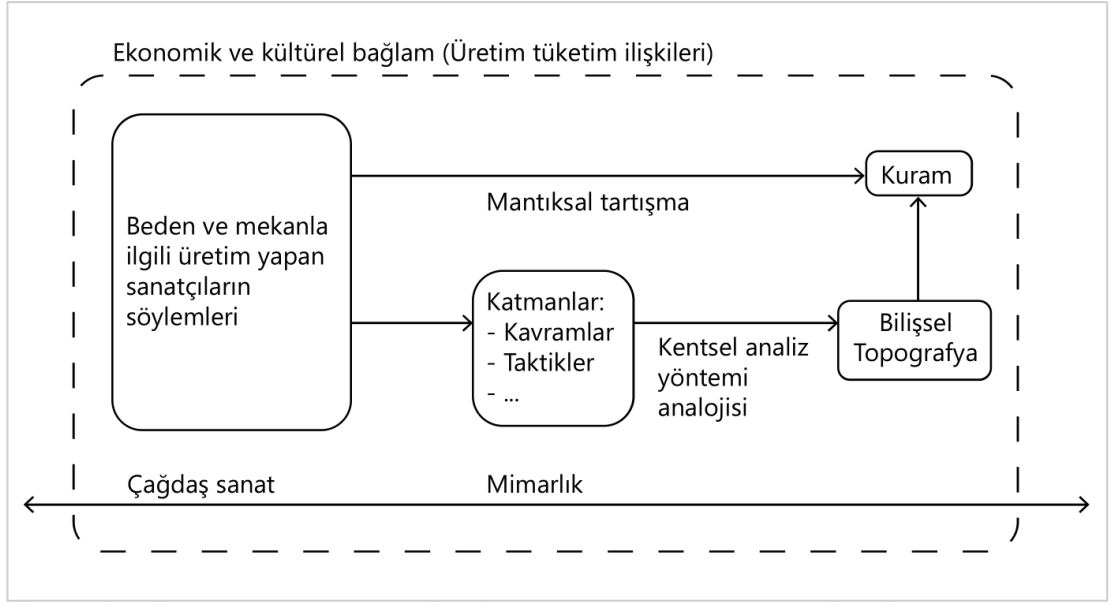 Ekonomik ve kültürel bağlam (Üretim tüketim ilişkileri)
Beden ve mekanla
ilgili üretim yapan
sanatçıların
söylemleri
Mantıksal tartışma
Kuram
Katmanlar:
- Kavramlar
- Taktikler
- ...
Kentsel analiz
yöntemi
analojisi
Bilişsel
Topografya
Çağdaş sanat
Mimarlık